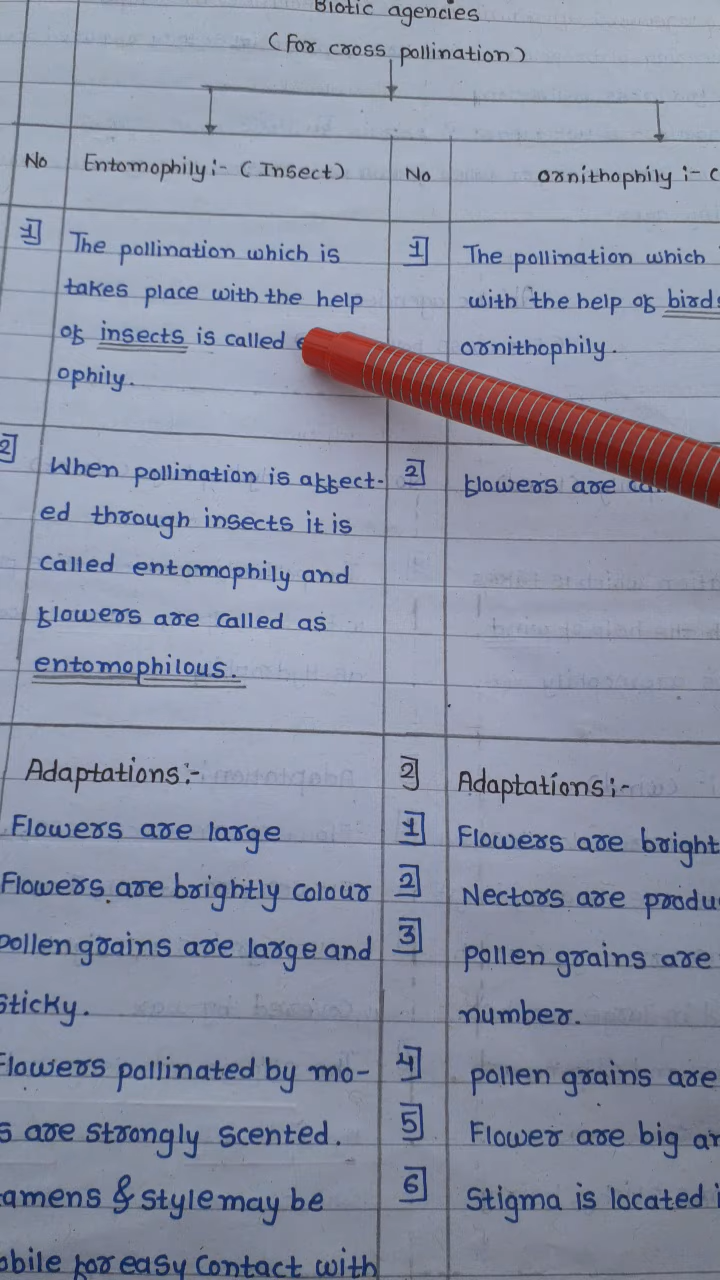 Biotic agencies
(For cross pollination)
No
Entomophily:- (Insect)
1] The pollination which is
takes place with the help
of insects is called
ophily.
2] When pollination is affect-
ed through insects it is
called entomophily and
flowers are called as
entomophilous.
Adaptations:-
Flowers are large
Flowers are brightly colour
pollen grains are large and
sticky.
Flowers pollinated by mo-
s are strongly scented.
amens & style may be
obile for easy contact with
No
Ornithophily:- (
1] The pollination which
with the help of birds
ornithophily.
2] flowers are
2] Adaptations:-
1] Flowers are bright
2] Nectors are produ
3] pollen grains are
number.
4] pollen grains are
5] Flower are big
6] Stigma is located